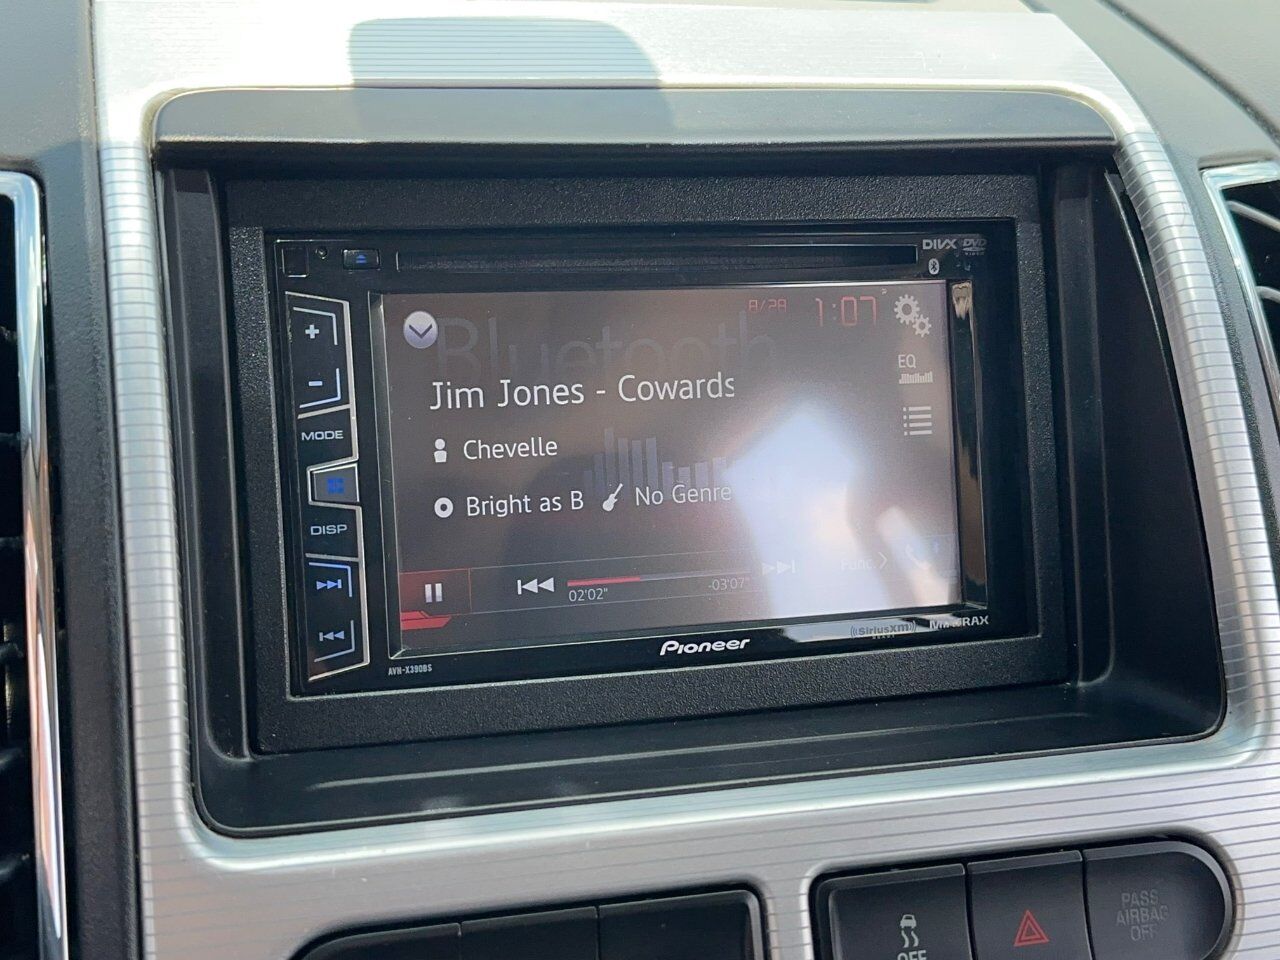 DIVX DVD
Bluetooth
8/28 1:07
EQ
Jim Jones - Cowards
Chevelle
Bright as B No Genre
MODE
DISP
02'02" -03'07"
Func.
Pioneer
SiriusXM
AVH-X390BS
PASS
AIRBAG
OFF
OFF